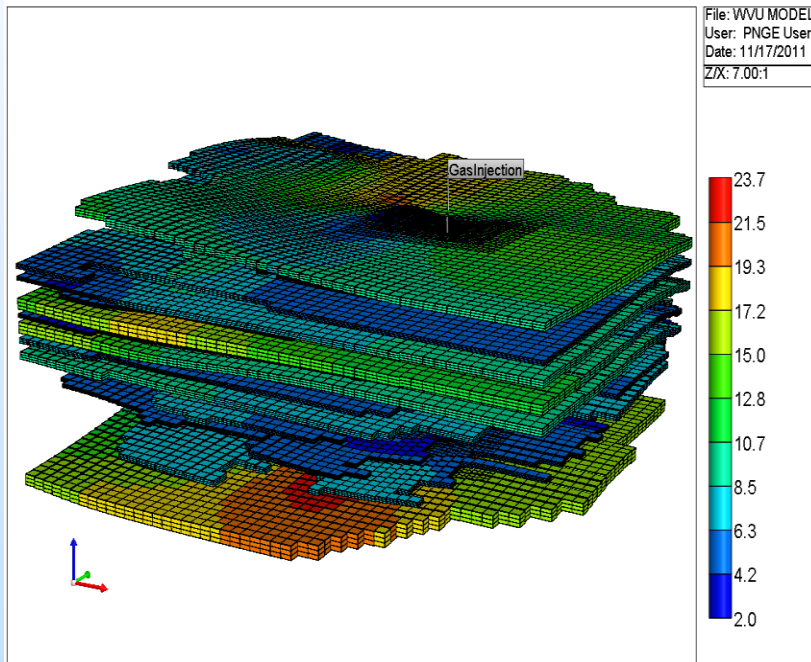 File: WVU MODEL
User: PNGE User
Date: 11/17/2011
Z/X: 7.00:1
GasInjection
23.7
21.5
19.3
17.2
15.0
12.8
10.7
8.5
6.3
4.2
2.0